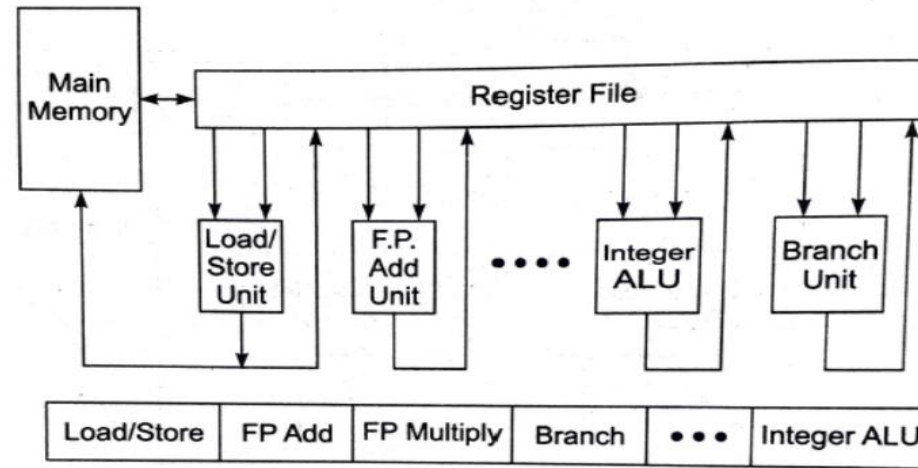 Main
Memory
Register File
Load/
Store
Unit
F.P.
Add
Unit
••••
Integer
ALU
Branch
Unit
Load/Store FP Add FP Multiply Branch ••• Integer ALU